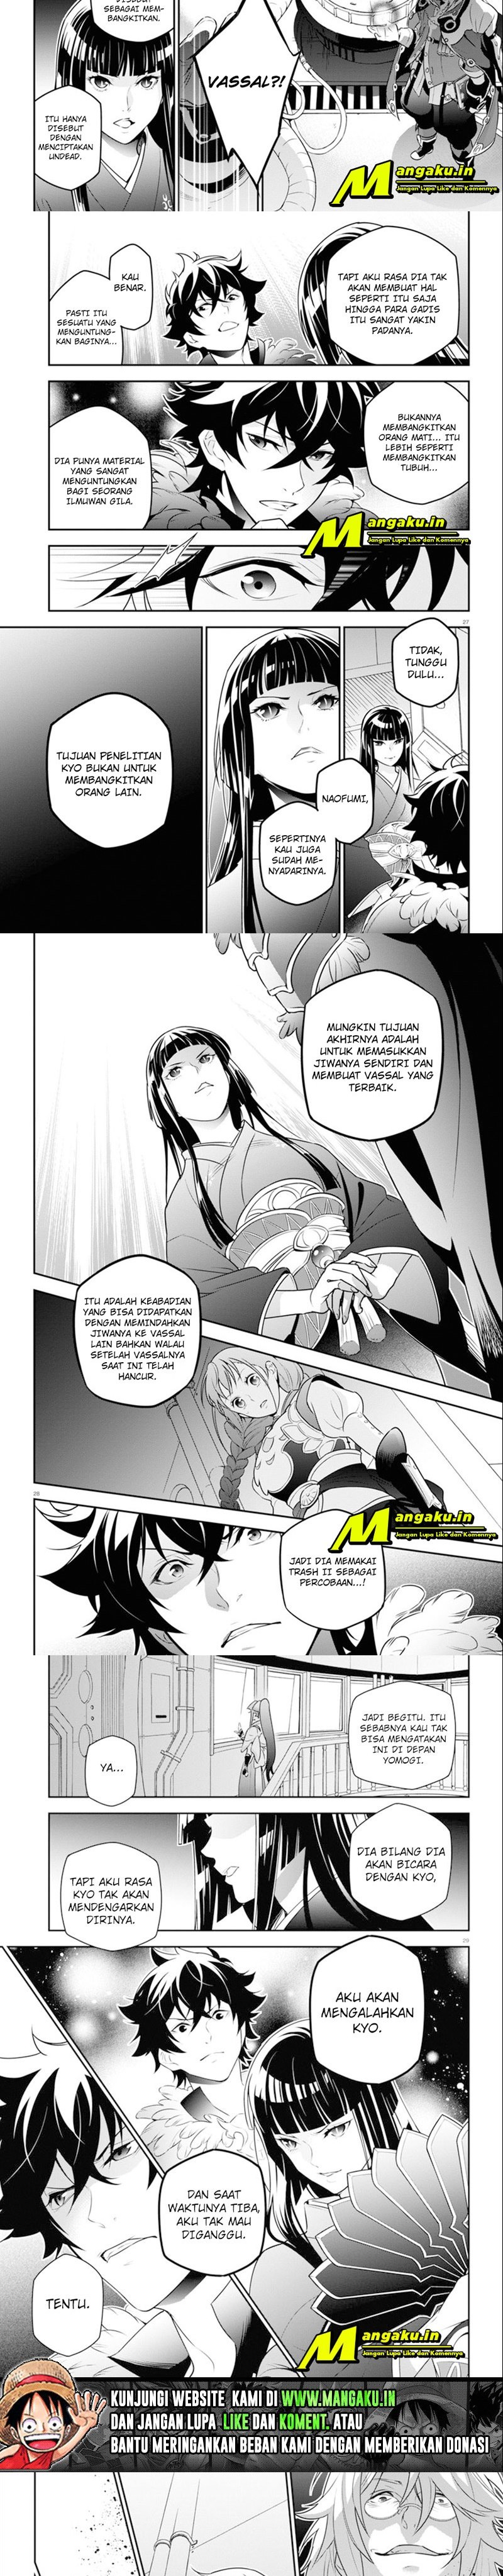 SEBAGAI MEM-
BANGKITKAN.
VASSAL?!
ITU HANYA
DISEBUT
DENGAN
MENCIPTAKAN
UNDEAD.
Mangaku.in
Jangan Lupa Like dan Komennya
TAPI AKU RASA DIA TAK
AKAN MEMBUAT HAL
SEPERTI ITU SAJA
HINGGA PARA GADIS
ITU SANGAT YAKIN
PADANYA.
KAU
BENAR.
PASTI ITU
SESUATU YANG
MENGUNTUNG-
KAN BAGINYA...
BUKANNYA
MEMBANGKITKAN
ORANG MATI... ITU
LEBIH SEPERTI
MEMBANGKITKAN
TUBUH...
DIA PUNYA MATERIAL
YANG SANGAT
MENGUNTUNGKAN
BAGI SEORANG
ILMUWAN GILA.
Mangaku.in
Jangan Lupa Like dan Komennya
27
TIDAK,
TUNGGU
DULU...
NAOFUMI,
SEPERTINYA
KAU JUGA
SUDAH ME-
NYADARINYA.
TUJUAN PENELITIAN
KYO BUKAN UNTUK
MEMBANGKITKAN
ORANG LAIN.
MUNGKIN TUJUAN
AKHIRNYA ADALAH
UNTUK MEMASUKKAN
JIWANYA SENDIRI DAN
MEMBUAT VASSAL YANG
TERBAIK.
ITU ADALAH KEABADIAN
YANG BISA DIDAPATKAN
DENGAN MEMINDAHKAN
JIWANYA KE VASSAL
LAIN BAHKAN WALAU
SETELAH VASSALNYA
SAAT INI TELAH
HANCUR.
28
Mangaku.in
Jangan Lupa Like dan Komennya
JADI DIA MEMAKAI
TRASH II SEBAGAI
PERCOBAAN...!
JADI BEGITU. ITU
SEBABNYA KAU TAK
BISA MENGATAKAN
INI DI DEPAN
YOMOGI.
YA...
DIA BILANG DIA
AKAN BICARA
DENGAN KYO,
TAPI AKU RASA
KYO TAK AKAN
MENDENGARKAN
DIRINYA.
29
AKU AKAN
MENGALAHKAN
KYO.
DAN SAAT
WAKTUNYA TIBA,
AKU TAK MAU
DIGANGGU.
TENTU.
Mangaku.in
Jangan Lupa Like dan Komennya
KUNJUNGI WEBSITE KAMI DI WWW.MANGAKU.IN
DAN JANGAN LUPA LIKE DAN KOMENT. ATAU
BANTU MERINGANKAN BEBAN KAMI DENGAN MEMBERIKAN DONASI